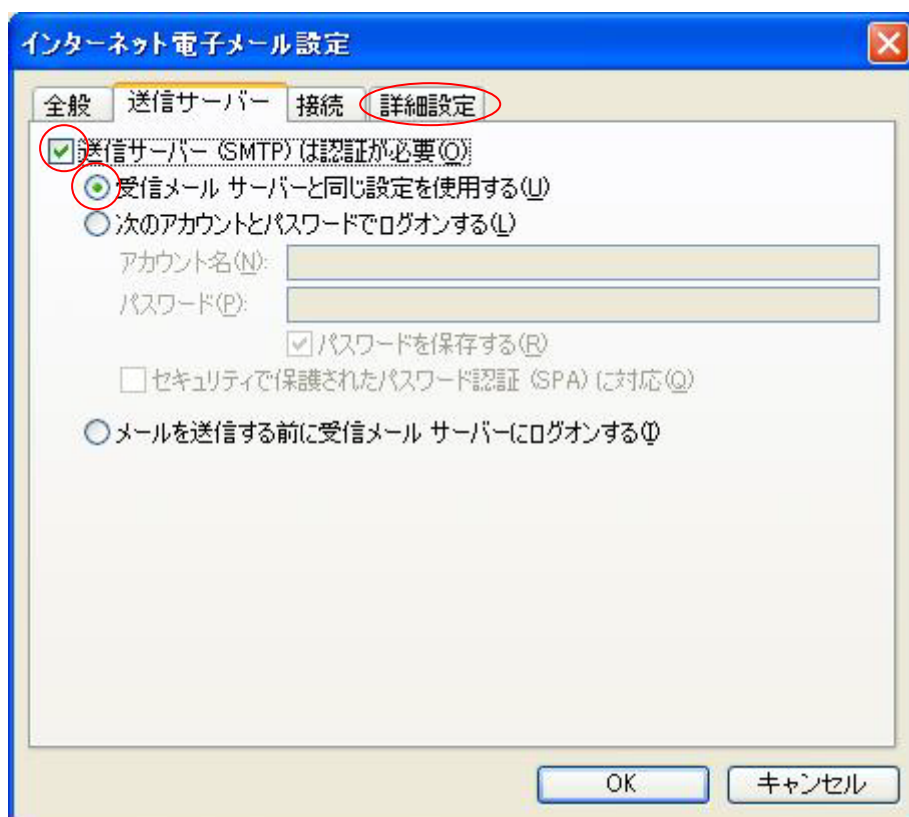 インターネット電子メール設定
全般 送信サーバー 接続 詳細設定
送信サーバー (SMTP) は認証が必要(O)
受信メール サーバーと同じ設定を使用する(U)
次のアカウントとパスワードでログオンする(L)
アカウント名(N):
パスワード(P):
パスワードを保存する(R)
セキュリティで保護されたパスワード認証 (SPA) に対応(Q)
メールを送信する前に受信メール サーバーにログオンする(I)
OK キャンセル